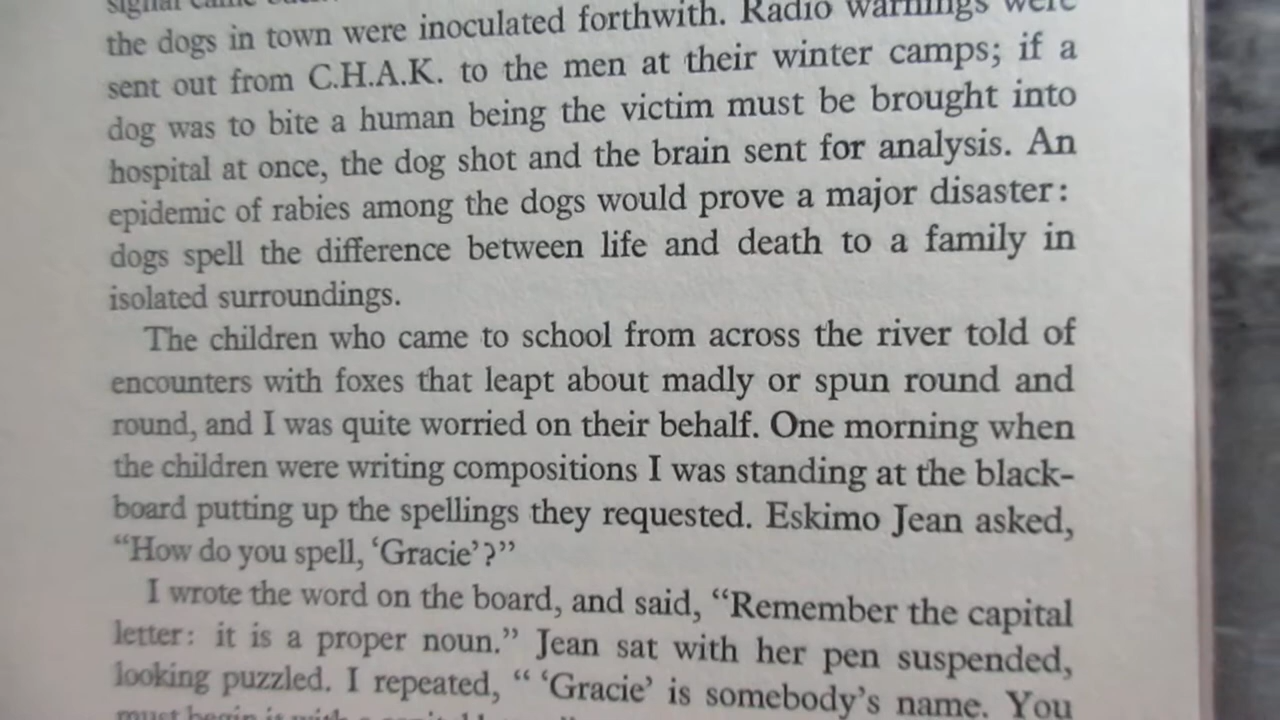 signal came
the dogs in town were inoculated forthwith. Radio warnings were
sent out from C.H.A.K. to the men at their winter camps; if a
dog was to bite a human being the victim must be brought into
hospital at once, the dog shot and the brain sent for analysis. An
epidemic of rabies among the dogs would prove a major disaster:
dogs spell the difference between life and death to a family in
isolated surroundings.
The children who came to school from across the river told of
encounters with foxes that leapt about madly or spun round and
round, and I was quite worried on their behalf. One morning when
the children were writing compositions I was standing at the black-
board putting up the spellings they requested. Eskimo Jean asked,
“How do you spell, ‘Gracie’?”
I wrote the word on the board, and said, “Remember the capital
letter: it is a proper noun.” Jean sat with her pen suspended,
looking puzzled. I repeated, “ ‘Gracie’ is somebody’s name. You
must begin is with a capital